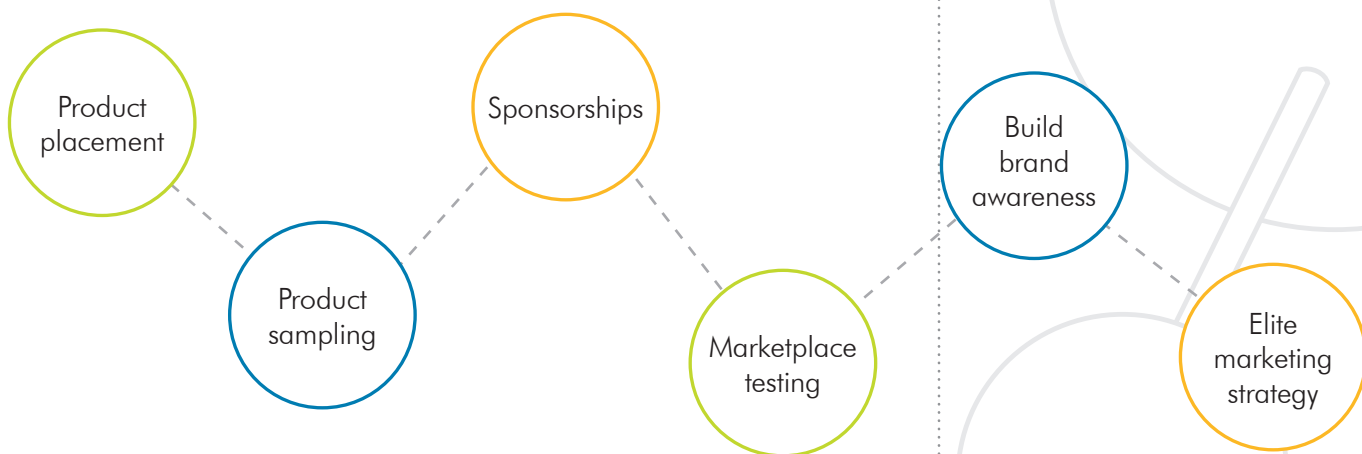 Product
placement
Product
sampling
Sponsorships
Marketplace
testing
Build
brand
awareness
Elite
marketing
strategy